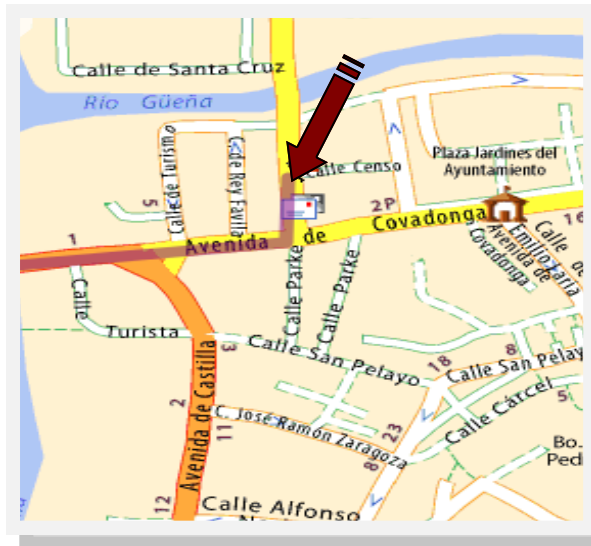 Calle de Santa Cruz
Río Güeña
Calle de Turismo
C de Rey Favila
Calle Censo
Plaza Jardines del
Ayuntamiento
5
2P
1
Avenida de Covadonga
16
Calle
Turista
Calle Parke
Calle Parke
Avenida de
Covadonga
Calle de
Emilio Laria
3
Calle San Pelayo
18
8
Calle San Pelay
Avenida de Castilla
2
11
C. José Ramón Zaragoza
23
8
Calle Cárcel
5
Bo.
Ped
12
Calle Alfonso